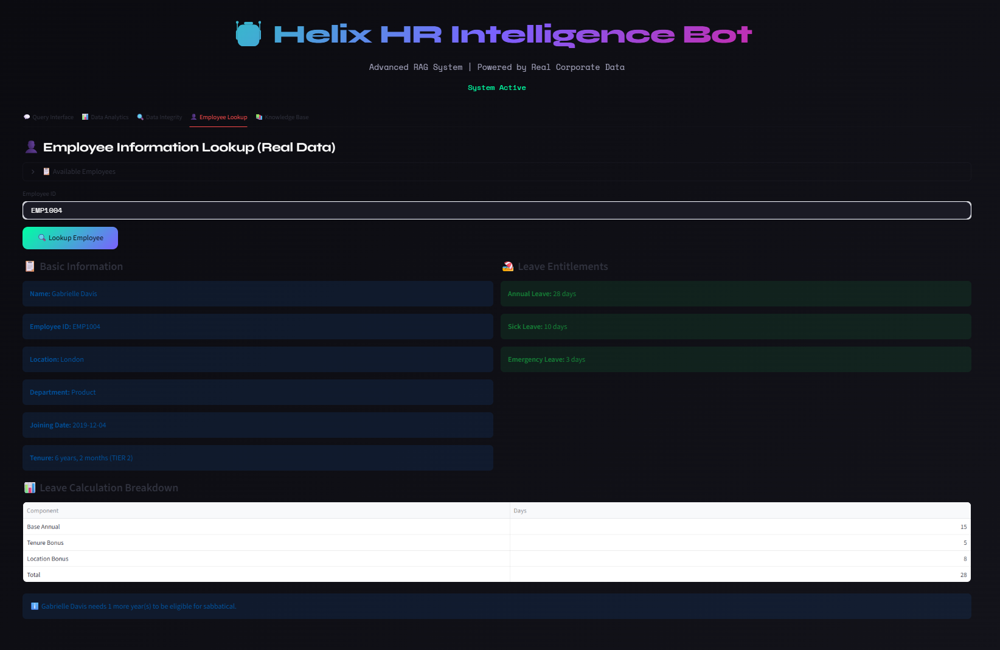 Helix HR Intelligence Bot
Advanced RAG System | Powered by Real Corporate Data
System Active
Query Interface Data Analytics Data Integrity Employee Lookup Knowledge Base
Employee Information Lookup (Real Data)
Available Employees
Employee ID
EMP1004
Lookup Employee
Basic Information
Name: Gabrielle Davis
Employee ID: EMP1004
Location: London
Department: Product
Joining Date: 2019-12-04
Tenure: 6 years, 2 months (TIER 2)
Leave Entitlements
Annual Leave: 28 days
Sick Leave: 10 days
Emergency Leave: 3 days
Leave Calculation Breakdown
Component Days
Base Annual 15
Tenure Bonus 5
Location Bonus 8
Total 28
Gabrielle Davis needs 1 more year(s) to be eligible for sabbatical.